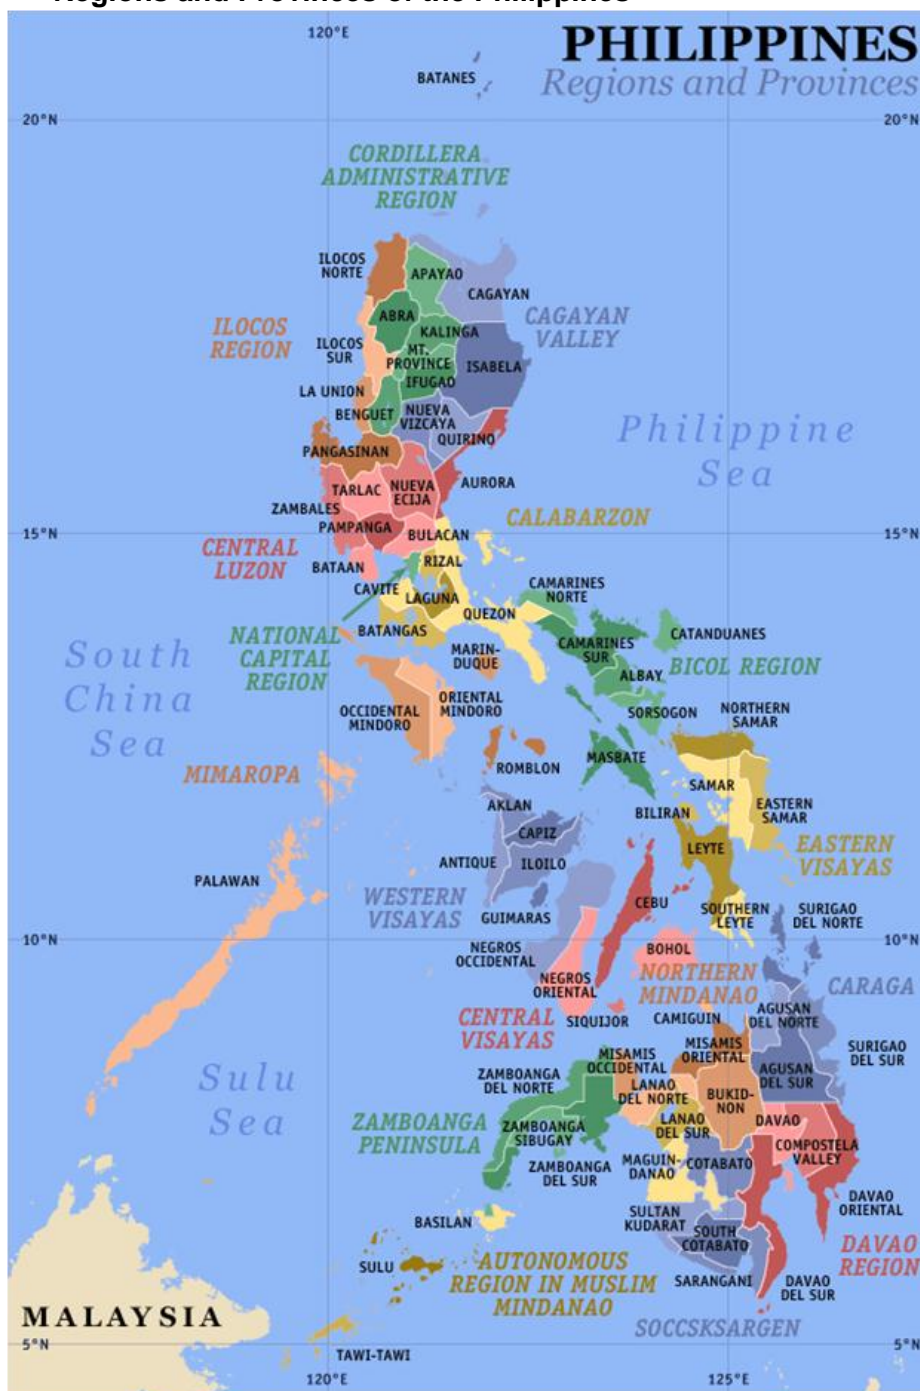 Regions and Provinces of the Philippines
120°E
PHILIPPINES
Regions and Provinces
BATANES
20°N
20°N
CORDILLERA
ADMINISTRATIVE
REGION
ILOCOS
NORTE
APAYAO
CAGAYAN
ABRA
CAGAYAN
VALLEY
ILOCOS
REGION
KALINGA
ILOCOS
SUR
MT.
PROVINCE
ISABELA
IFUGAO
LA UNION
BENGUET
NUEVA
VIZCAYA
QUIRINO
Philippine
Sea
PANGASINAN
TARLAC
NUEVA
ECIJA
AURORA
ZAMBALES
PAMPANGA
CALABARZON
15°N
BULACAN
15°N
CENTRAL
LUZON
BATAAN
RIZAL
CAVITE
LAGUNA
CAMARINES
NORTE
QUEZON
NATIONAL
CAPITAL
REGION
BATANGAS
CATANDUANES
South
China
Sea
MARIN-
DUQUE
CAMARINES
SUR
ALBAY
BICOL REGION
OCCIDENTAL
MINDORO
ORIENTAL
MINDORO
SORSOGON
NORTHERN
SAMAR
MIMAROPA
ROMBLON
MASBATE
SAMAR
AKLAN
BILIRAN
EASTERN
SAMAR
CAPIZ
ANTIQUE
ILOILO
LEYTE
EASTERN
VISAYAS
PALAWAN
WESTERN
VISAYAS
GUIMARAS
CEBU
SOUTHERN
LEYTE
SURIGAO
DEL NORTE
10°N
10°N
NEGROS
OCCIDENTAL
BOHOL
NEGROS
ORIENTAL
NORTHERN
MINDANAO
CARAGA
CENTRAL
VISAYAS
SIQUIJOR
CAMIGUIN
AGUSAN
DEL NORTE
MISAMIS
ORIENTAL
SURIGAO
DEL SUR
Sulu
Sea
ZAMBOANGA
DEL NORTE
MISAMIS
OCCIDENTAL
AGUSAN
DEL SUR
LANAO
DEL NORTE
BUKID-
NON
ZAMBOANGA
PENINSULA
ZAMBOANGA
SIBUGAY
LANAO
DEL SUR
DAVAO
COMPOSTELA
VALLEY
ZAMBOANGA
DEL SUR
MAGUIN-
DANAO
COTABATO
DAVAO
ORIENTAL
BASILAN
SULTAN
KUDARAT
SOUTH
COTABATO
DAVAO
REGION
SULU
AUTONOMOUS
REGION IN MUSLIM
MINDANAO
SARANGANI
DAVAO
DEL SUR
MALAYSIA
SOCCSKSARGEN
5°N
5°N
TAWI-TAWI
120°E
125°E